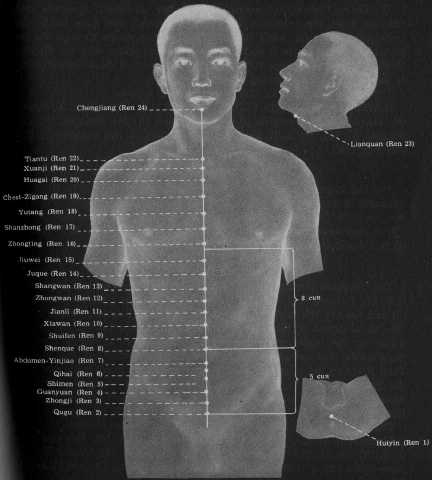 Chengjiang (Ren 24)
Lianquan (Ren 23)
Tiantu (Ren 22)
Xuanji (Ren 21)
Huagai (Ren 20)
Chest-Zigong (Ren 19)
Yutang (Ren 18)
Shanzhong (Ren 17)
Zhongting (Ren 16)
Jiuwei (Ren 15)
Juque (Ren 14)
Shangwan (Ren 13)
Zhongwan (Ren 12)
8 cun
Jianli (Ren 11)
Xiawan (Ren 10)
Shuifen (Ren 9)
Shenque (Ren 8)
Abdomen-Yinjiao (Ren 7)
Qihai (Ren 6)
5 cun
Shimen (Ren 5)
Guanyuan (Ren 4)
Zhongji (Ren 3)
Qugu (Ren 2)
Huiyin (Ren 1)